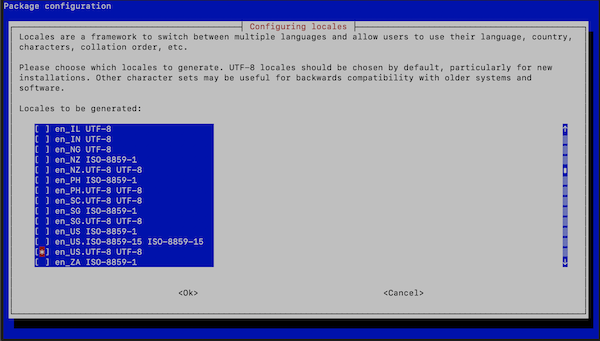 Package configuration
Configuring locales
Locales are a framework to switch between multiple languages and allow users to use their language, country,
characters, collation order, etc.
Please choose which locales to generate. UTF-8 locales should be chosen by default, particularly for new
installations. Other character sets may be useful for backwards compatibility with older systems and
software.
Locales to be generated:
[ ] en_IL UTF-8
[ ] en_IN UTF-8
[ ] en_NG UTF-8
[ ] en_NZ ISO-8859-1
[ ] en_NZ.UTF-8 UTF-8
[ ] en_PH ISO-8859-1
[ ] en_PH.UTF-8 UTF-8
[ ] en_SC.UTF-8 UTF-8
[ ] en_SG ISO-8859-1
[ ] en_SG.UTF-8 UTF-8
[ ] en_US ISO-8859-1
[ ] en_US.ISO-8859-15 ISO-8859-15
[*] en_US.UTF-8 UTF-8
[ ] en_ZA ISO-8859-1
<Ok> <Cancel>